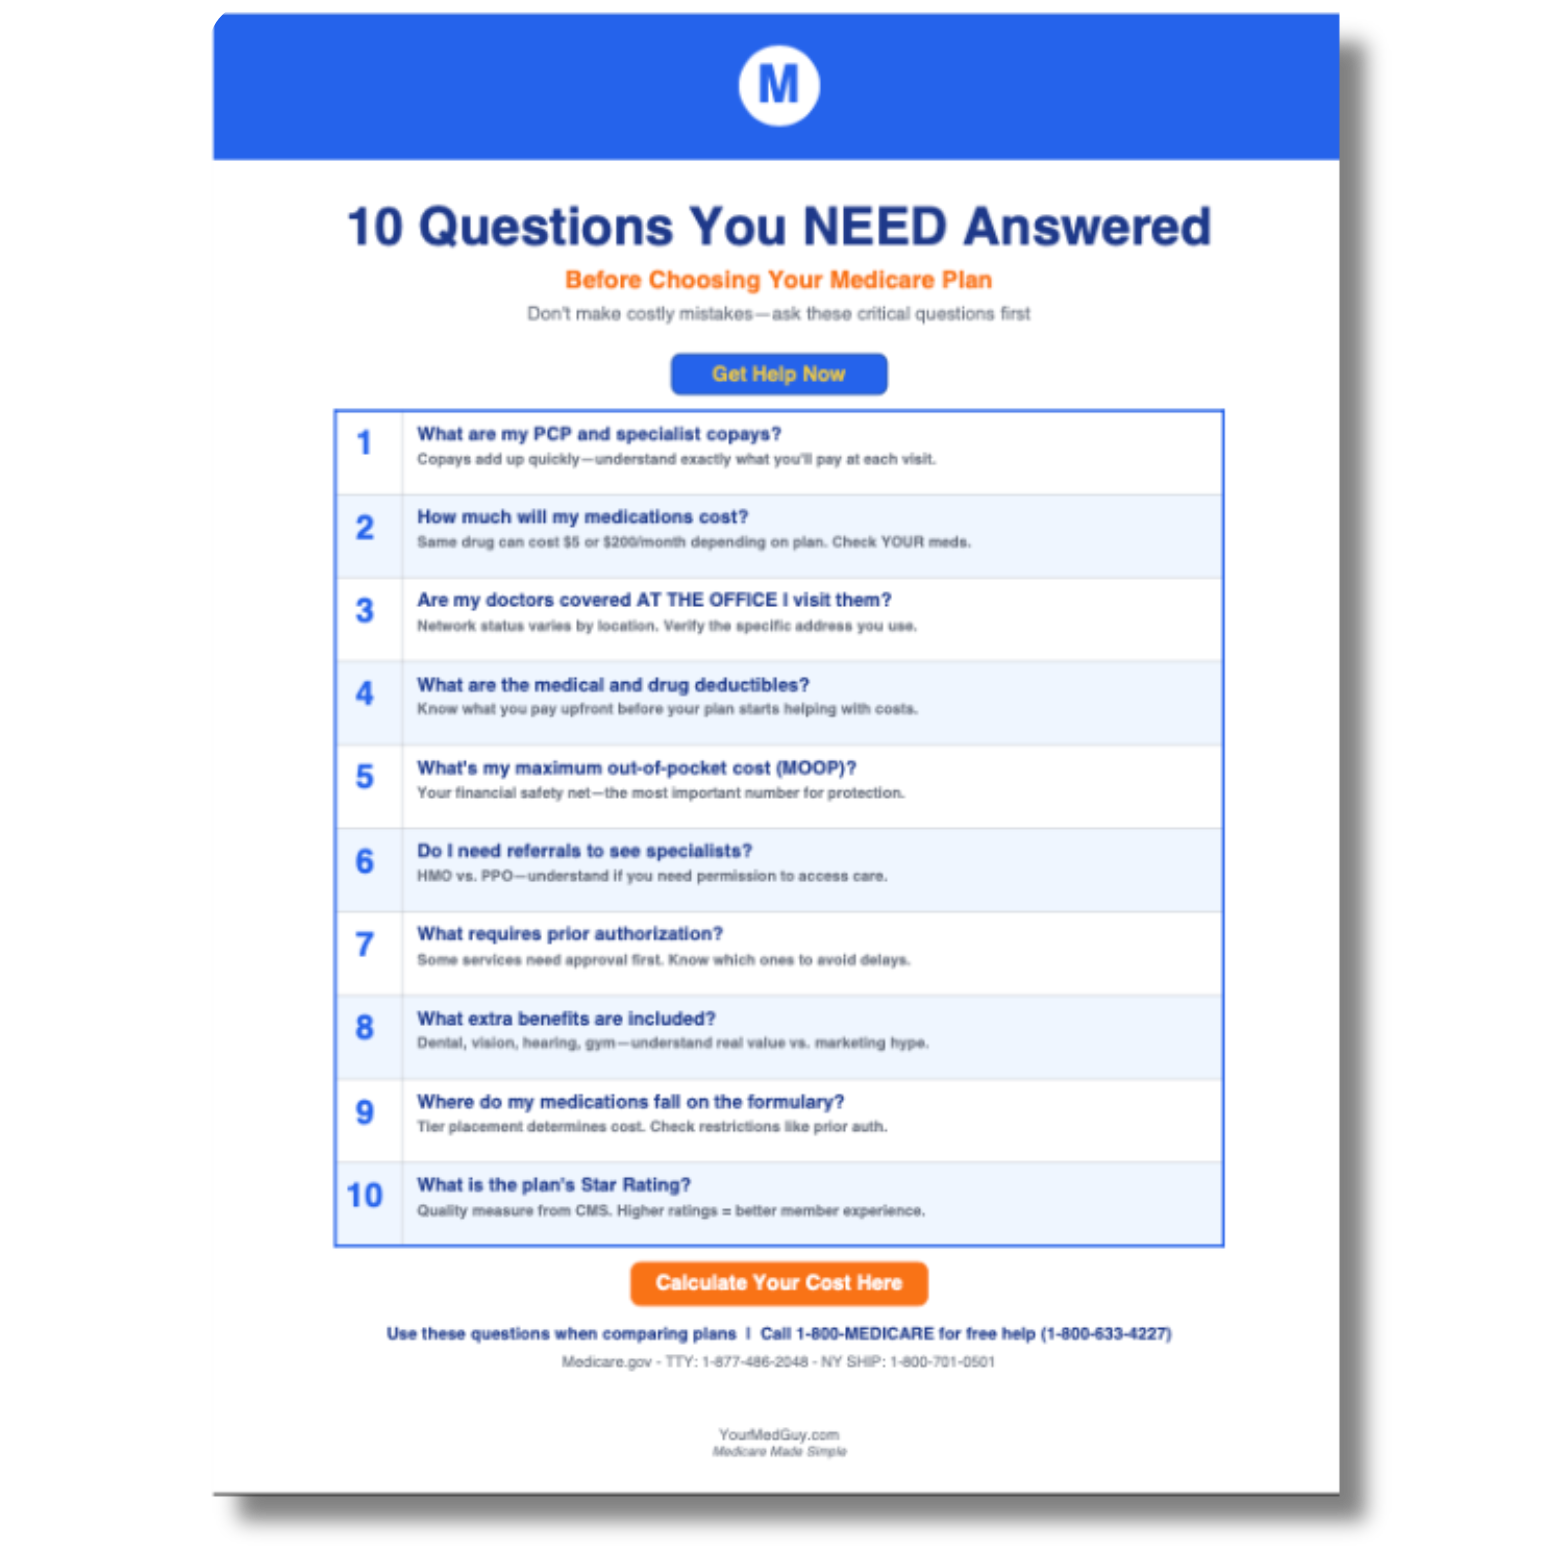 M
10 Questions You NEED Answered
Before Choosing Your Medicare Plan
Don't make costly mistakes—ask these critical questions first
Get Help Now
1
What are my PCP and specialist copays?
Copays add up quickly—understand exactly what you'll pay at each visit.
2
How much will my medications cost?
Same drug can cost $5 or $200/month depending on plan. Check YOUR meds.
3
Are my doctors covered AT THE OFFICE I visit them?
Network status varies by location. Verify the specific address you use.
4
What are the medical and drug deductibles?
Know what you pay upfront before your plan starts helping with costs.
5
What's my maximum out-of-pocket cost (MOOP)?
Your financial safety net—the most important number for protection.
6
Do I need referrals to see specialists?
HMO vs. PPO—understand if you need permission to access care.
7
What requires prior authorization?
Some services need approval first. Know which ones to avoid delays.
8
What extra benefits are included?
Dental, vision, hearing, gym—understand real value vs. marketing hype.
9
Where do my medications fall on the formulary?
Tier placement determines cost. Check restrictions like prior auth.
10
What is the plan's Star Rating?
Quality measure from CMS. Higher ratings = better member experience.
Calculate Your Cost Here
Use these questions when comparing plans | Call 1-800-MEDICARE for free help (1-800-633-4227)
Medicare.gov - TTY: 1-877-486-2048 - NY SHIP: 1-800-701-0501
YourMedGuy.com
Medicare Made Simple